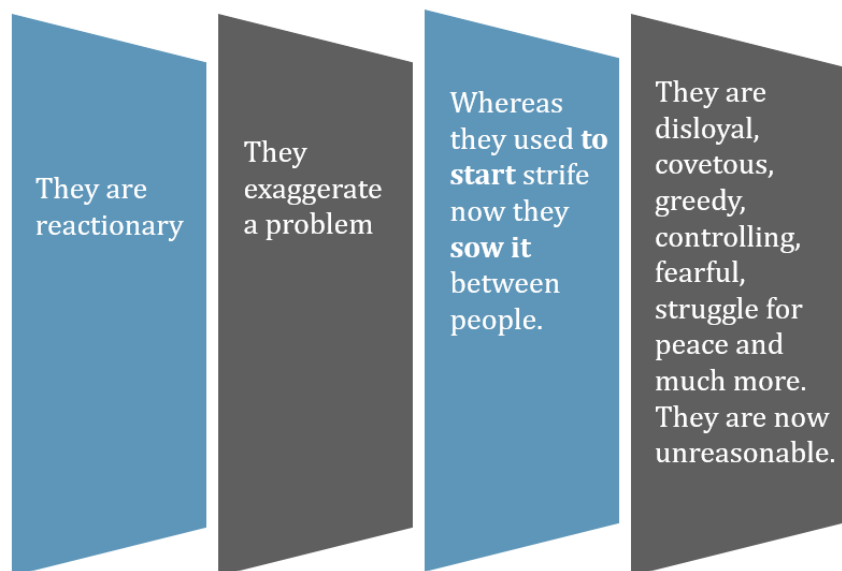 They are
reactionary
They
exaggerate
a problem
Whereas
they used to
start strife
now they
sow it
between
people.
They are
disloyal,
covetous,
greedy,
controlling,
fearful,
struggle for
peace and
much more.
They are now
unreasonable.